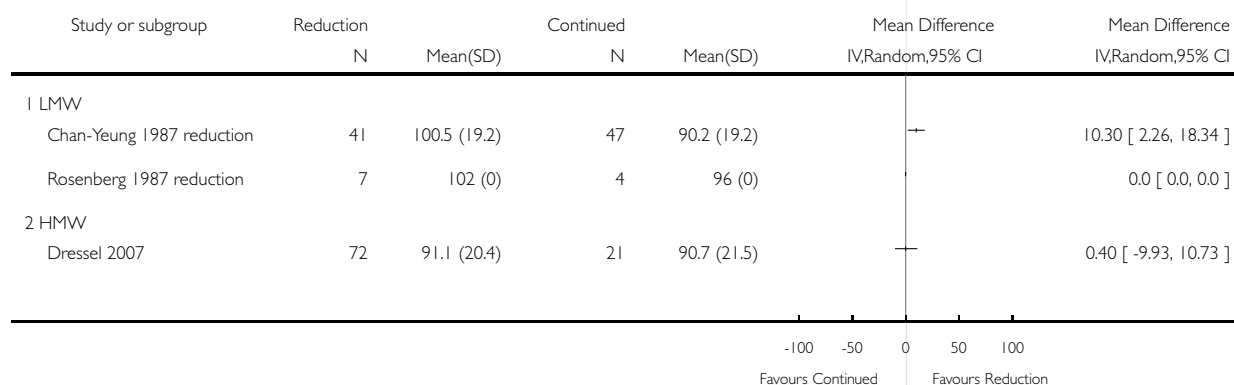 Study or subgroup Reduction Continued Mean Difference Mean Difference
N Mean(SD) N Mean(SD) IV,Random,95% CI IV,Random,95% CI
1 LMW
Chan-Yeung 1987 reduction 41 100.5 (19.2) 47 90.2 (19.2) 10.30 [ 2.26, 18.34 ]
Rosenberg 1987 reduction 7 102 (0) 4 96 (0) 0.0 [ 0.0, 0.0 ]
2 HMW
Dressel 2007 72 91.1 (20.4) 21 90.7 (21.5) 0.40 [ -9.93, 10.73 ]
-100 -50 0 50 100
Favours Continued Favours Reduction